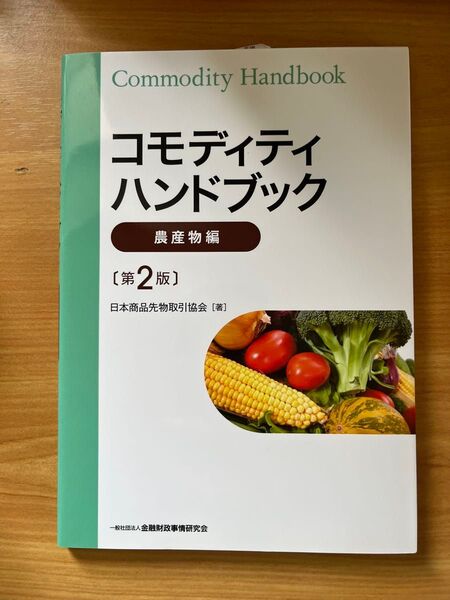 Commodity Handbook
コモディティ
ハンドブック
農産物編
〔第2版〕
日本商品先物取引協会［著］
一般社団法人金融財政事情研究会